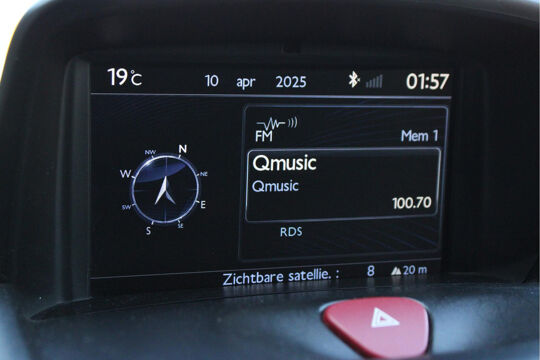 19°C 10 apr 2025 01:57
FM Mem 1
Qmusic
Qmusic
100.70
RDS
N
NE
E
SE
S
SW
W
NW
Zichtbare satellie. : 8 20 m